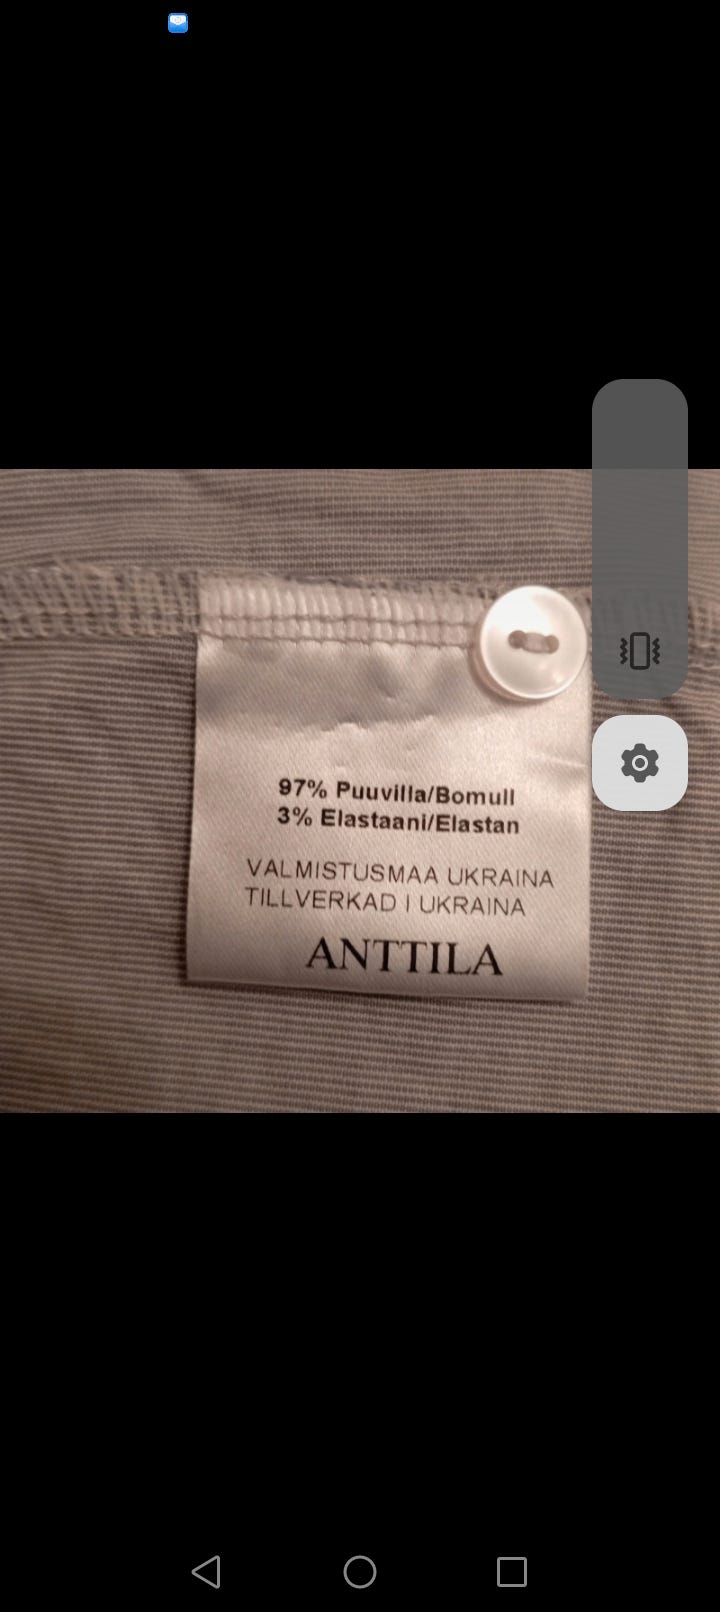 97% Puuvilla/Bomull
3% Elastaani/Elastan
VALMISTUSMAA UKRAINA
TILLVERKAD I UKRAINA
ANTTILA